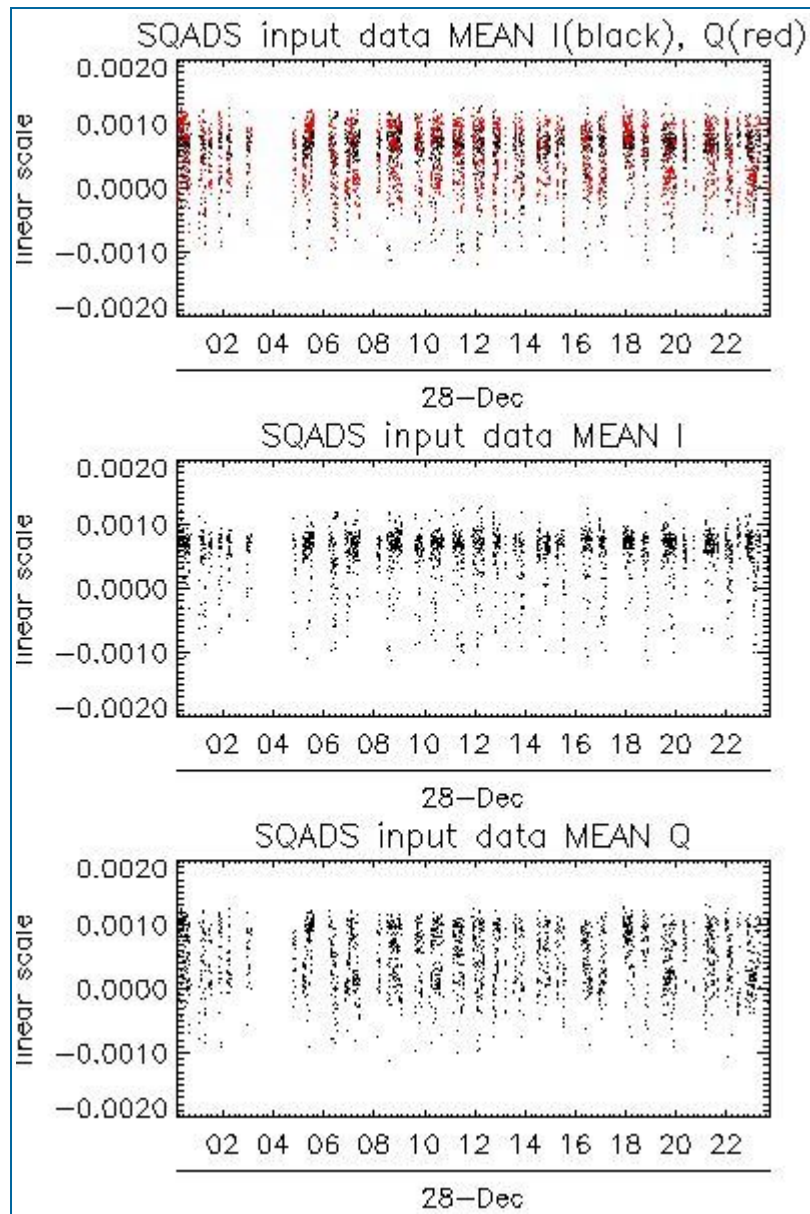 SQADS input data MEAN I(black), Q(red)
0.0020
0.0010
0.0000
−0.0010
−0.0020
linear scale
02 04 06 08 10 12 14 16 18 20 22
28−Dec
SQADS input data MEAN I
0.0020
0.0010
0.0000
−0.0010
−0.0020
linear scale
02 04 06 08 10 12 14 16 18 20 22
28−Dec
SQADS input data MEAN Q
0.0020
0.0010
0.0000
−0.0010
−0.0020
linear scale
02 04 06 08 10 12 14 16 18 20 22
28−Dec